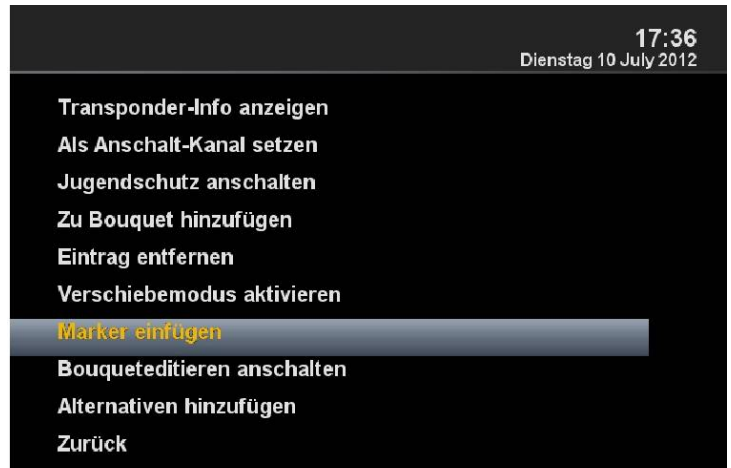 17:36
Dienstag 10 July 2012
Transponder-Info anzeigen
Als Anschalt-Kanal setzen
Jugendschutz anschalten
Zu Bouquet hinzufügen
Eintrag entfernen
Verschiebemodus aktivieren
Marker einfügen
Bouqueteditieren anschalten
Alternativen hinzufügen
Zurück